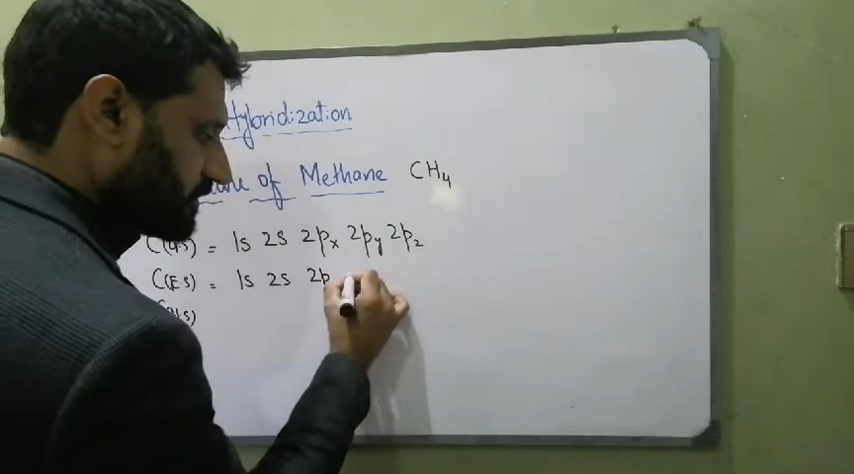 Hybridization
of Methane CH4
C(GS) = 1s 2s 2px 2py 2pz
C(ES) = 1s 2s 2p